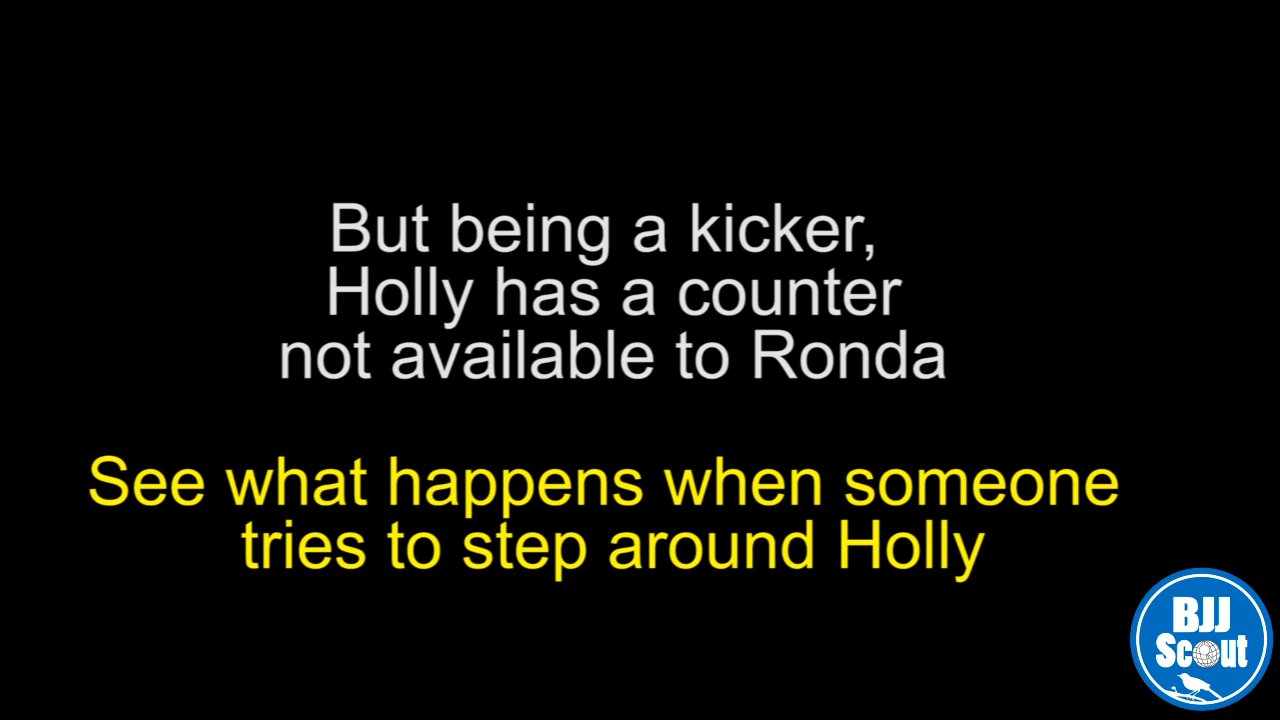 But being a kicker,
Holly has a counter
not available to Ronda
See what happens when someone
tries to step around Holly
BJJ
Scout